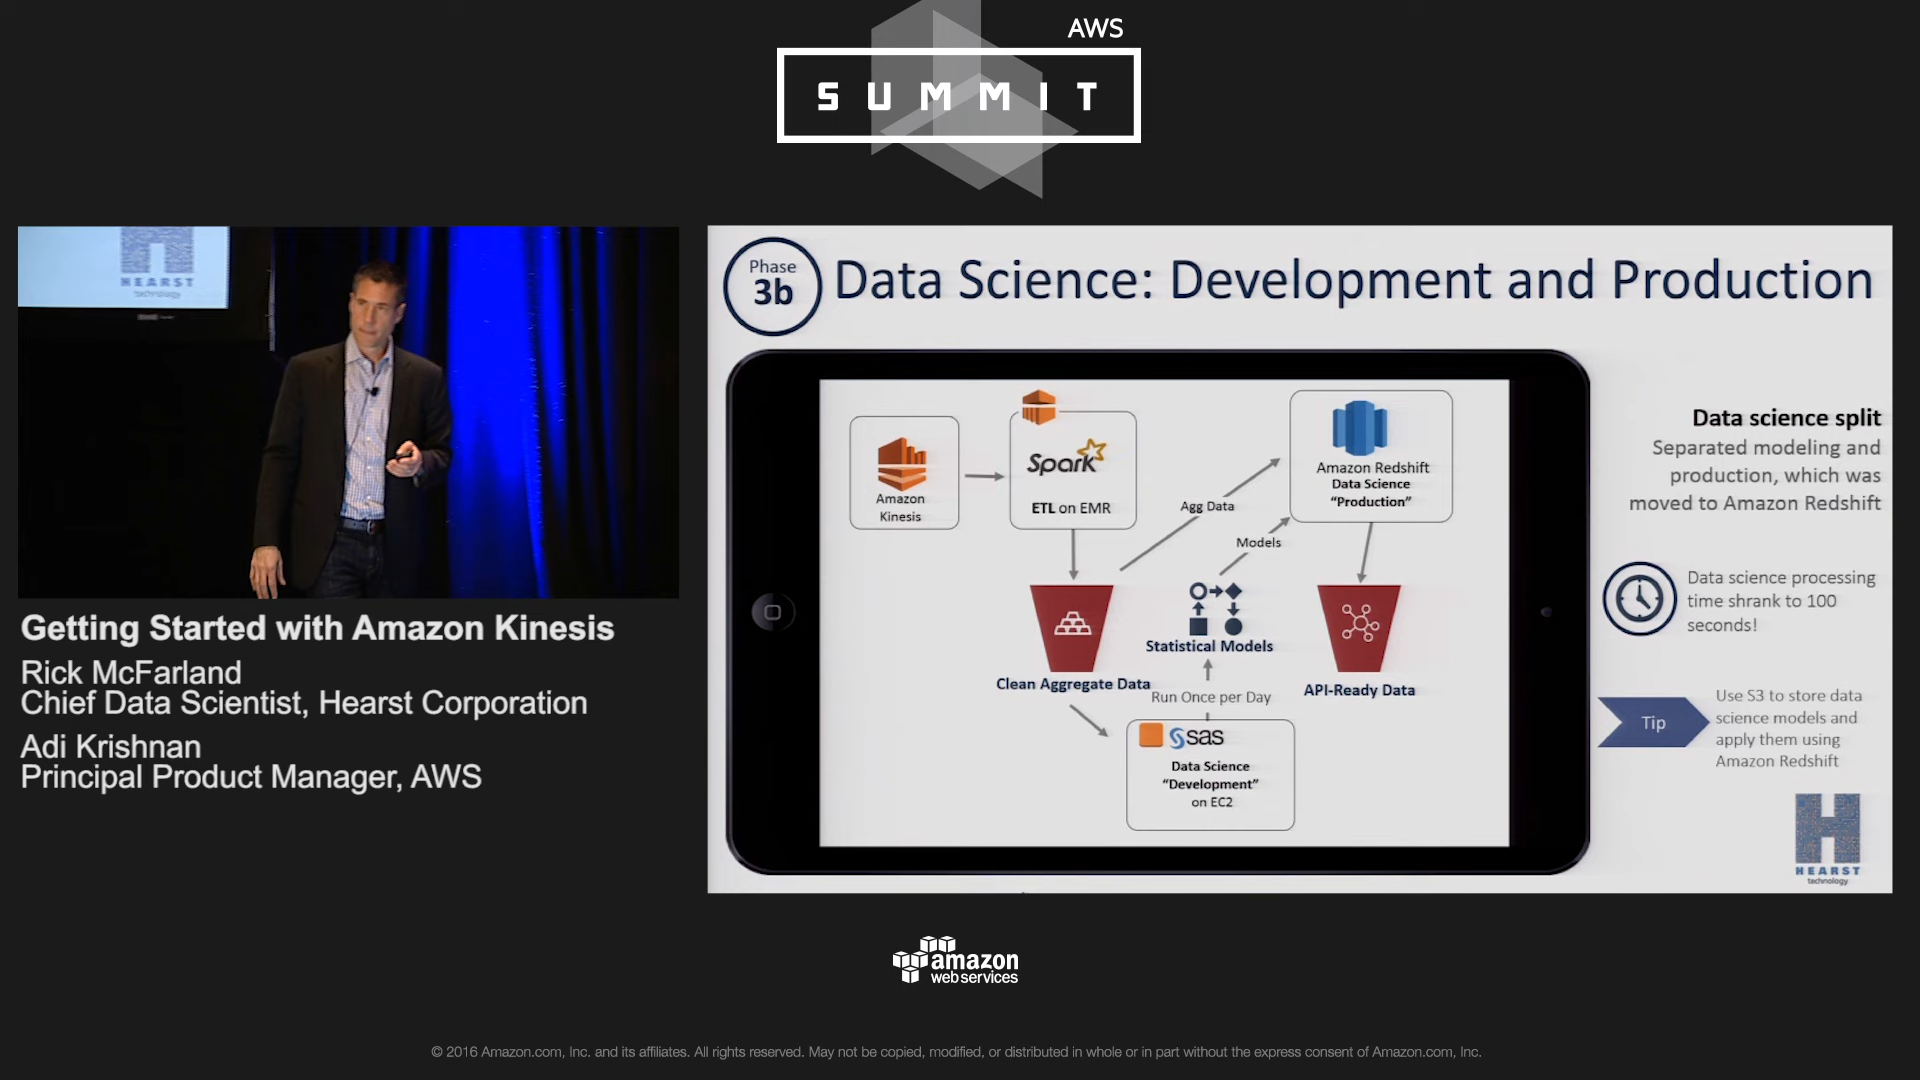 AWS
SUMMIT
HEARST
technology
Getting Started with Amazon Kinesis
Rick McFarland
Chief Data Scientist, Hearst Corporation
Adi Krishnan
Principal Product Manager, AWS
Phase
3b
Data Science: Development and Production
Amazon
Kinesis
Spark
ETL on EMR
Amazon Redshift
Data Science
“Production”
Agg Data
Models
Statistical Models
Clean Aggregate Data
Run Once per Day
API-Ready Data
sas
Data Science
“Development”
on EC2
Data science split
Separated modeling and
production, which was
moved to Amazon Redshift
Data science processing
time shrank to 100
seconds!
Tip
Use S3 to store data
science models and
apply them using
Amazon Redshift
HEARST
technology
amazon
webservices
© 2016 Amazon.com, Inc. and its affiliates. All rights reserved. May not be copied, modified, or distributed in whole or in part without the express consent of Amazon.com, Inc.